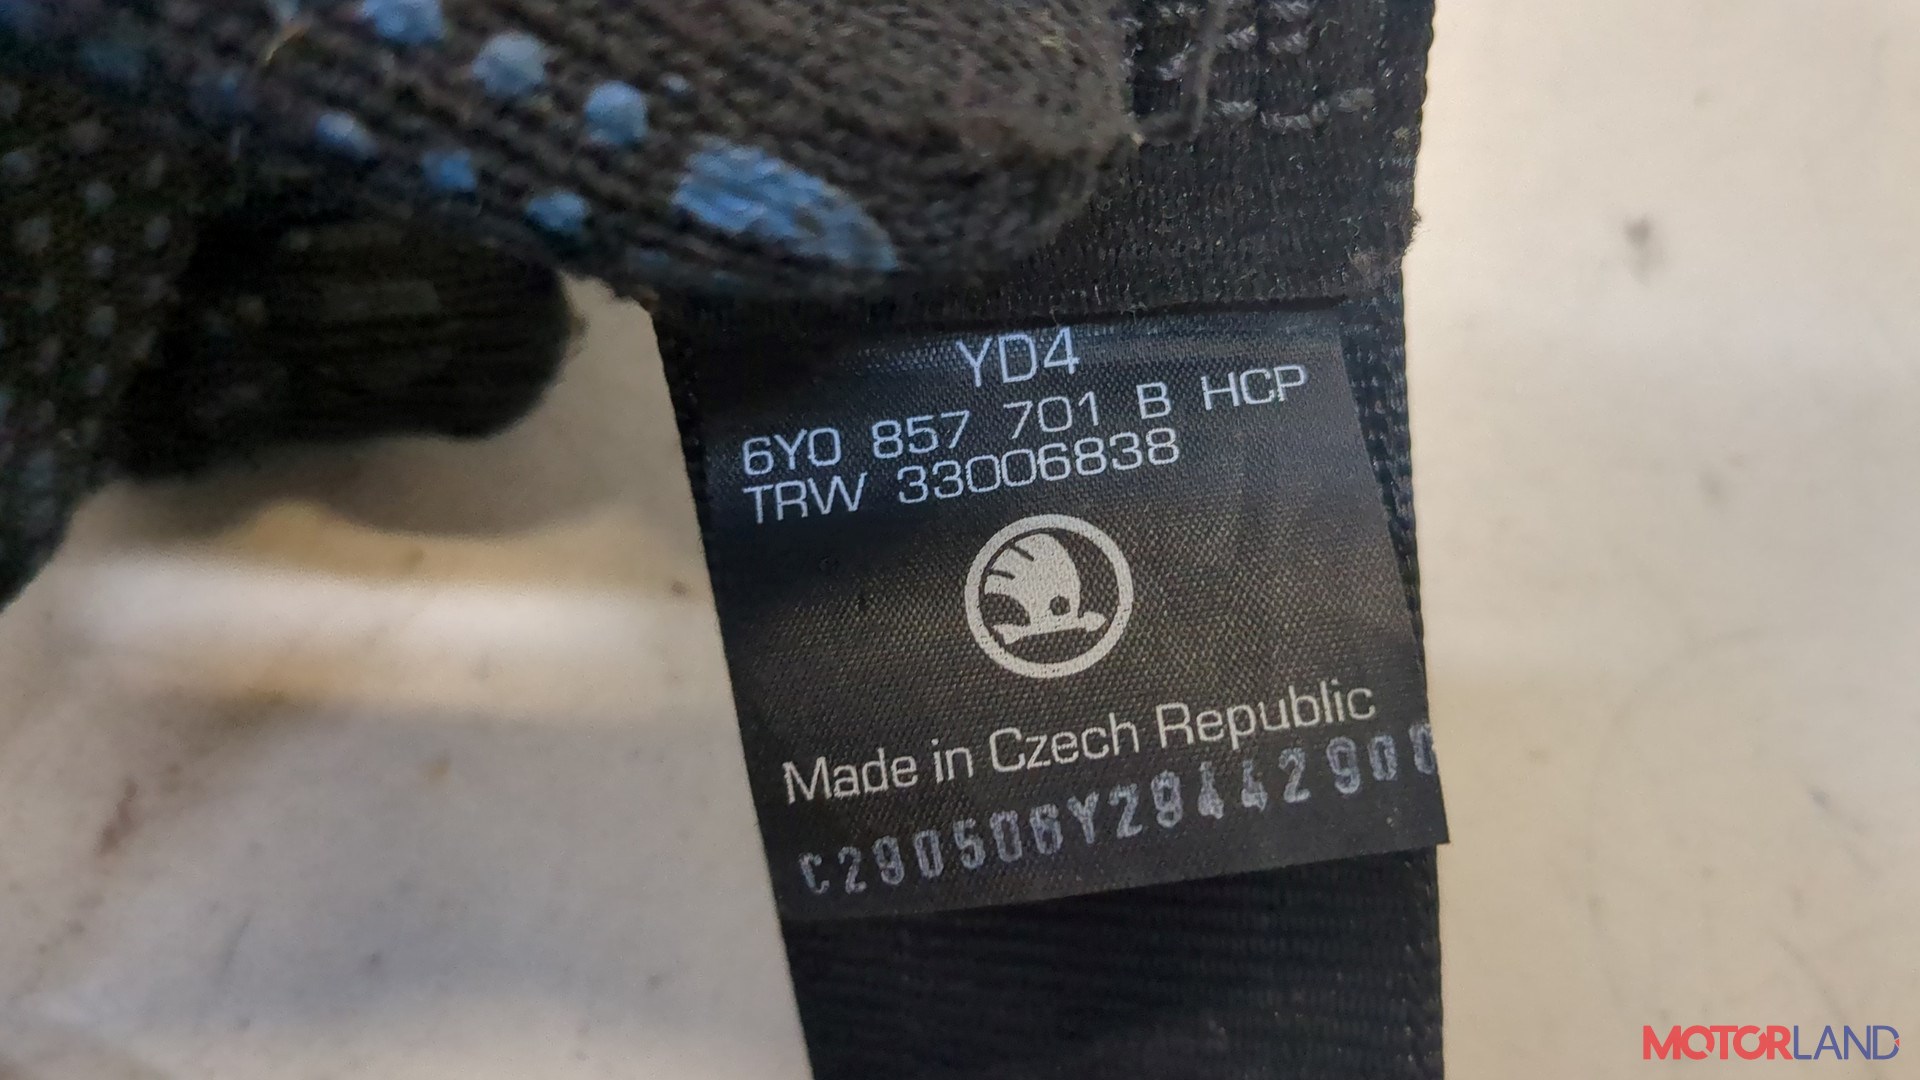 YD4
6Y0 857 701 B HCP
TRW 33006838
Made in Czech Republic
C290506Y29442900
MOTORLAND